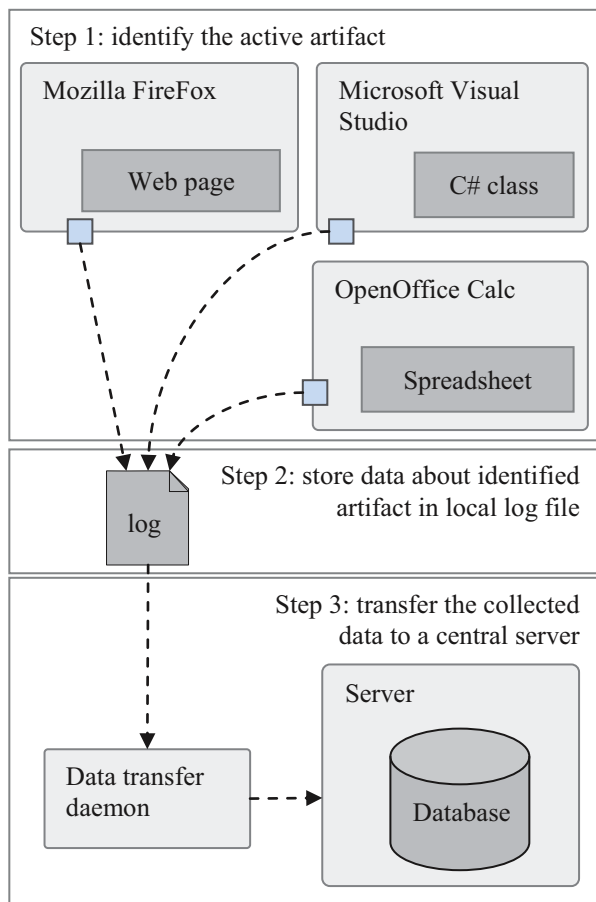 Step 1: identify the active artifact
Mozilla FireFox
Web page
Microsoft Visual
Studio
C# class
OpenOffice Calc
Spreadsheet
Step 2: store data about identified
artifact in local log file
log
Step 3: transfer the collected
data to a central server
Server
Data transfer
daemon
Database